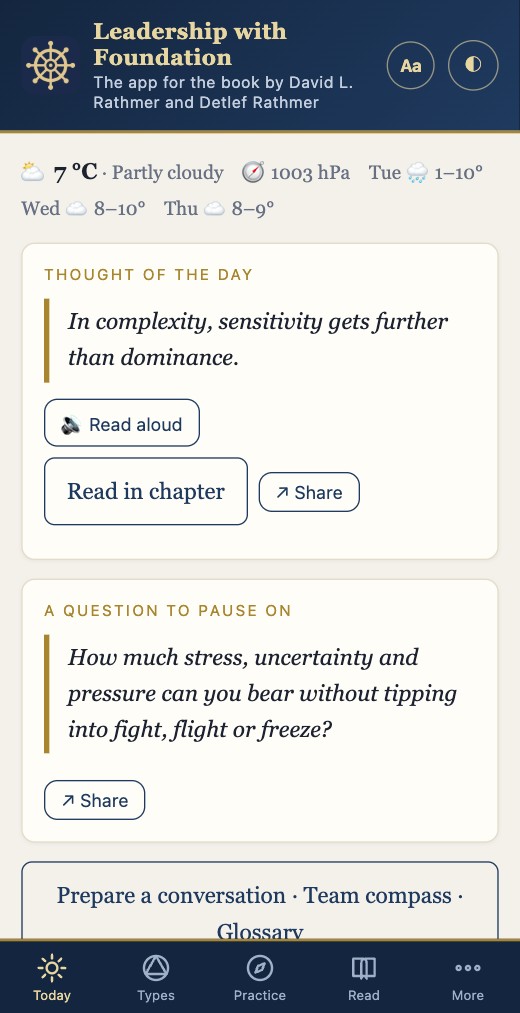 Leadership with
Foundation
The app for the book by David L.
Rathmer and Detlef Rathmer
Aa
7 °C · Partly cloudy 1003 hPa Tue 1–10°
Wed 8–10° Thu 8–9°
THOUGHT OF THE DAY
In complexity, sensitivity gets further
than dominance.
Read aloud
Read in chapter
↗ Share
A QUESTION TO PAUSE ON
How much stress, uncertainty and
pressure can you bear without tipping
into fight, flight or freeze?
↗ Share
Prepare a conversation · Team compass ·
Glossary
Today
Types
Practice
Read
More